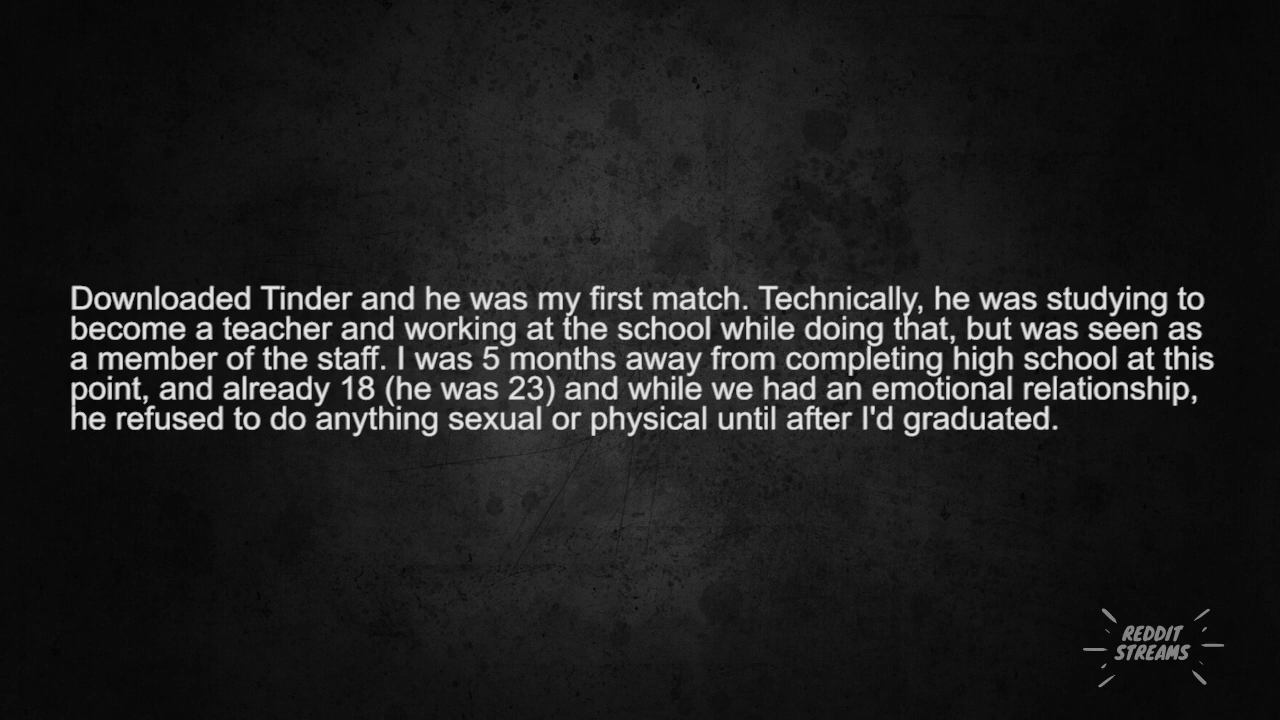 Downloaded Tinder and he was my first match. Technically, he was studying to
become a teacher and working at the school while doing that, but was seen as
a member of the staff. I was 5 months away from completing high school at this
point, and already 18 (he was 23) and while we had an emotional relationship,
he refused to do anything sexual or physical until after I'd graduated.
REDDIT
STREAMS